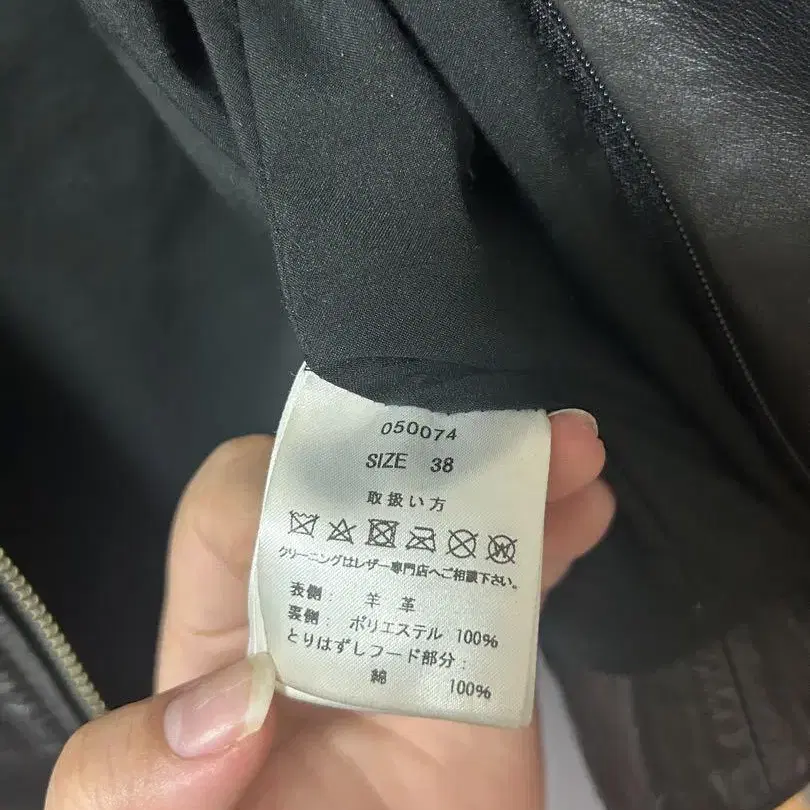 050074
SIZE 38
取扱い方
W
クリーニングはレザー専門店へご相談下さい。
表側： 羊革
裏側： ポリエステル 100%
とりはずしフード部分：
綿 100%